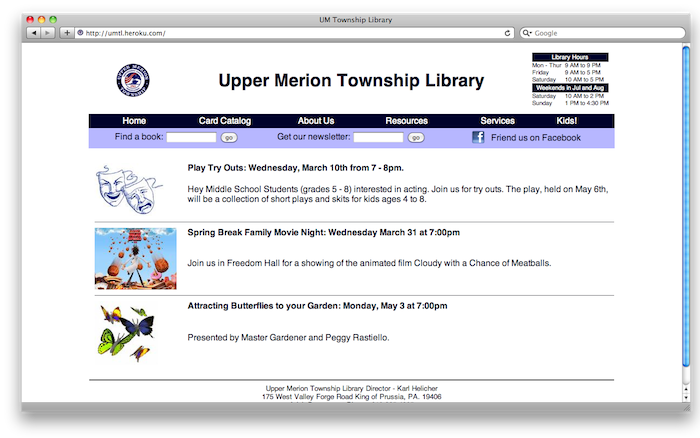 UM Township Library
http://umtl.heroku.com/
Google
UPPER MERION
TOWNSHIP
Upper Merion Township Library
Library Hours
Mon - Thur 9 AM to 9 PM
Friday 9 AM to 5 PM
Saturday 10 AM to 5 PM
Weekends in Jul and Aug
Saturday 10 AM to 2 PM
Sunday 1 PM to 4:30 PM
Home Card Catalog About Us Resources Services Kids!
Find a book: go Get our newsletter: go f Friend us on Facebook
Play Try Outs: Wednesday, March 10th from 7 - 8pm.
Hey Middle School Students (grades 5 - 8) interested in acting. Join us for try outs. The play, held on May 6th,
will be a collection of short plays and skits for kids ages 4 to 8.
Spring Break Family Movie Night: Wednesday March 31 at 7:00pm
Join us in Freedom Hall for a showing of the animated film Cloudy with a Chance of Meatballs.
Attracting Butterflies to your Garden: Monday, May 3 at 7:00pm
Presented by Master Gardener and Peggy Rastiello.
Upper Merion Township Library Director - Karl Helicher
175 West Valley Forge Road King of Prussia, PA. 19406